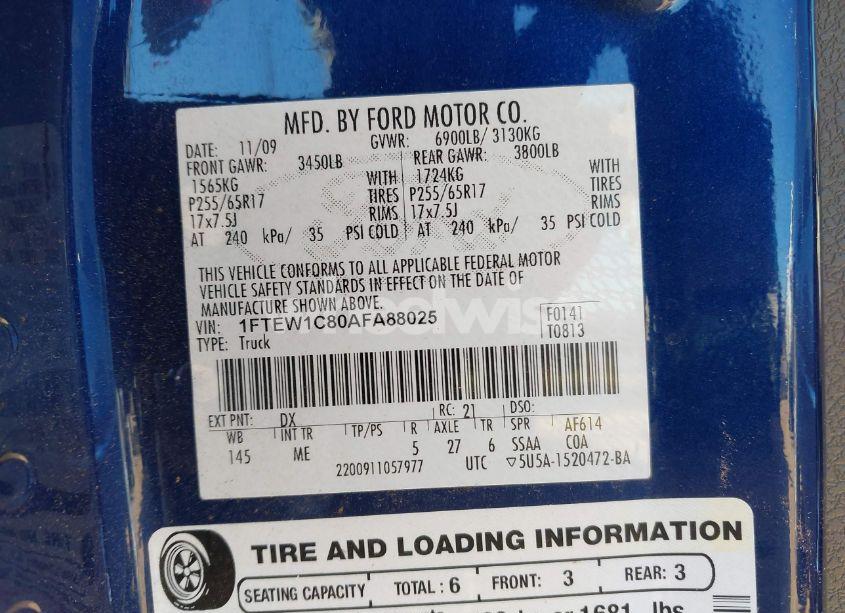 MFD. BY FORD MOTOR CO.
DATE: 11/09 GVWR: 6900LB/ 3130KG
FRONT GAWR: 3450LB REAR GAWR: 3800LB
1565KG WITH 1724KG WITH
P255/65R17 TIRES P255/65R17 TIRES
17x7.5J RIMS 17x7.5J RIMS
AT 240 kPa/ 35 PSI COLD AT 240 kPa/ 35 PSI COLD
THIS VEHICLE CONFORMS TO ALL APPLICABLE FEDERAL MOTOR
VEHICLE SAFETY STANDARDS IN EFFECT ON THE DATE OF
MANUFACTURE SHOWN ABOVE.
VIN: 1FTEW1C80AFA88025 F0141
TYPE: Truck T0813
EXT PNT: DX RC: 21 DSO:
WB INT TR TP/PS R AXLE TR SPR AF614
145 ME 5 27 6 SSAA COA
2200911057977 UTC ▽5U5A-1520472-BA
TIRE AND LOADING INFORMATION
SEATING CAPACITY TOTAL : 6 FRONT: 3 REAR: 3
1681 lbs